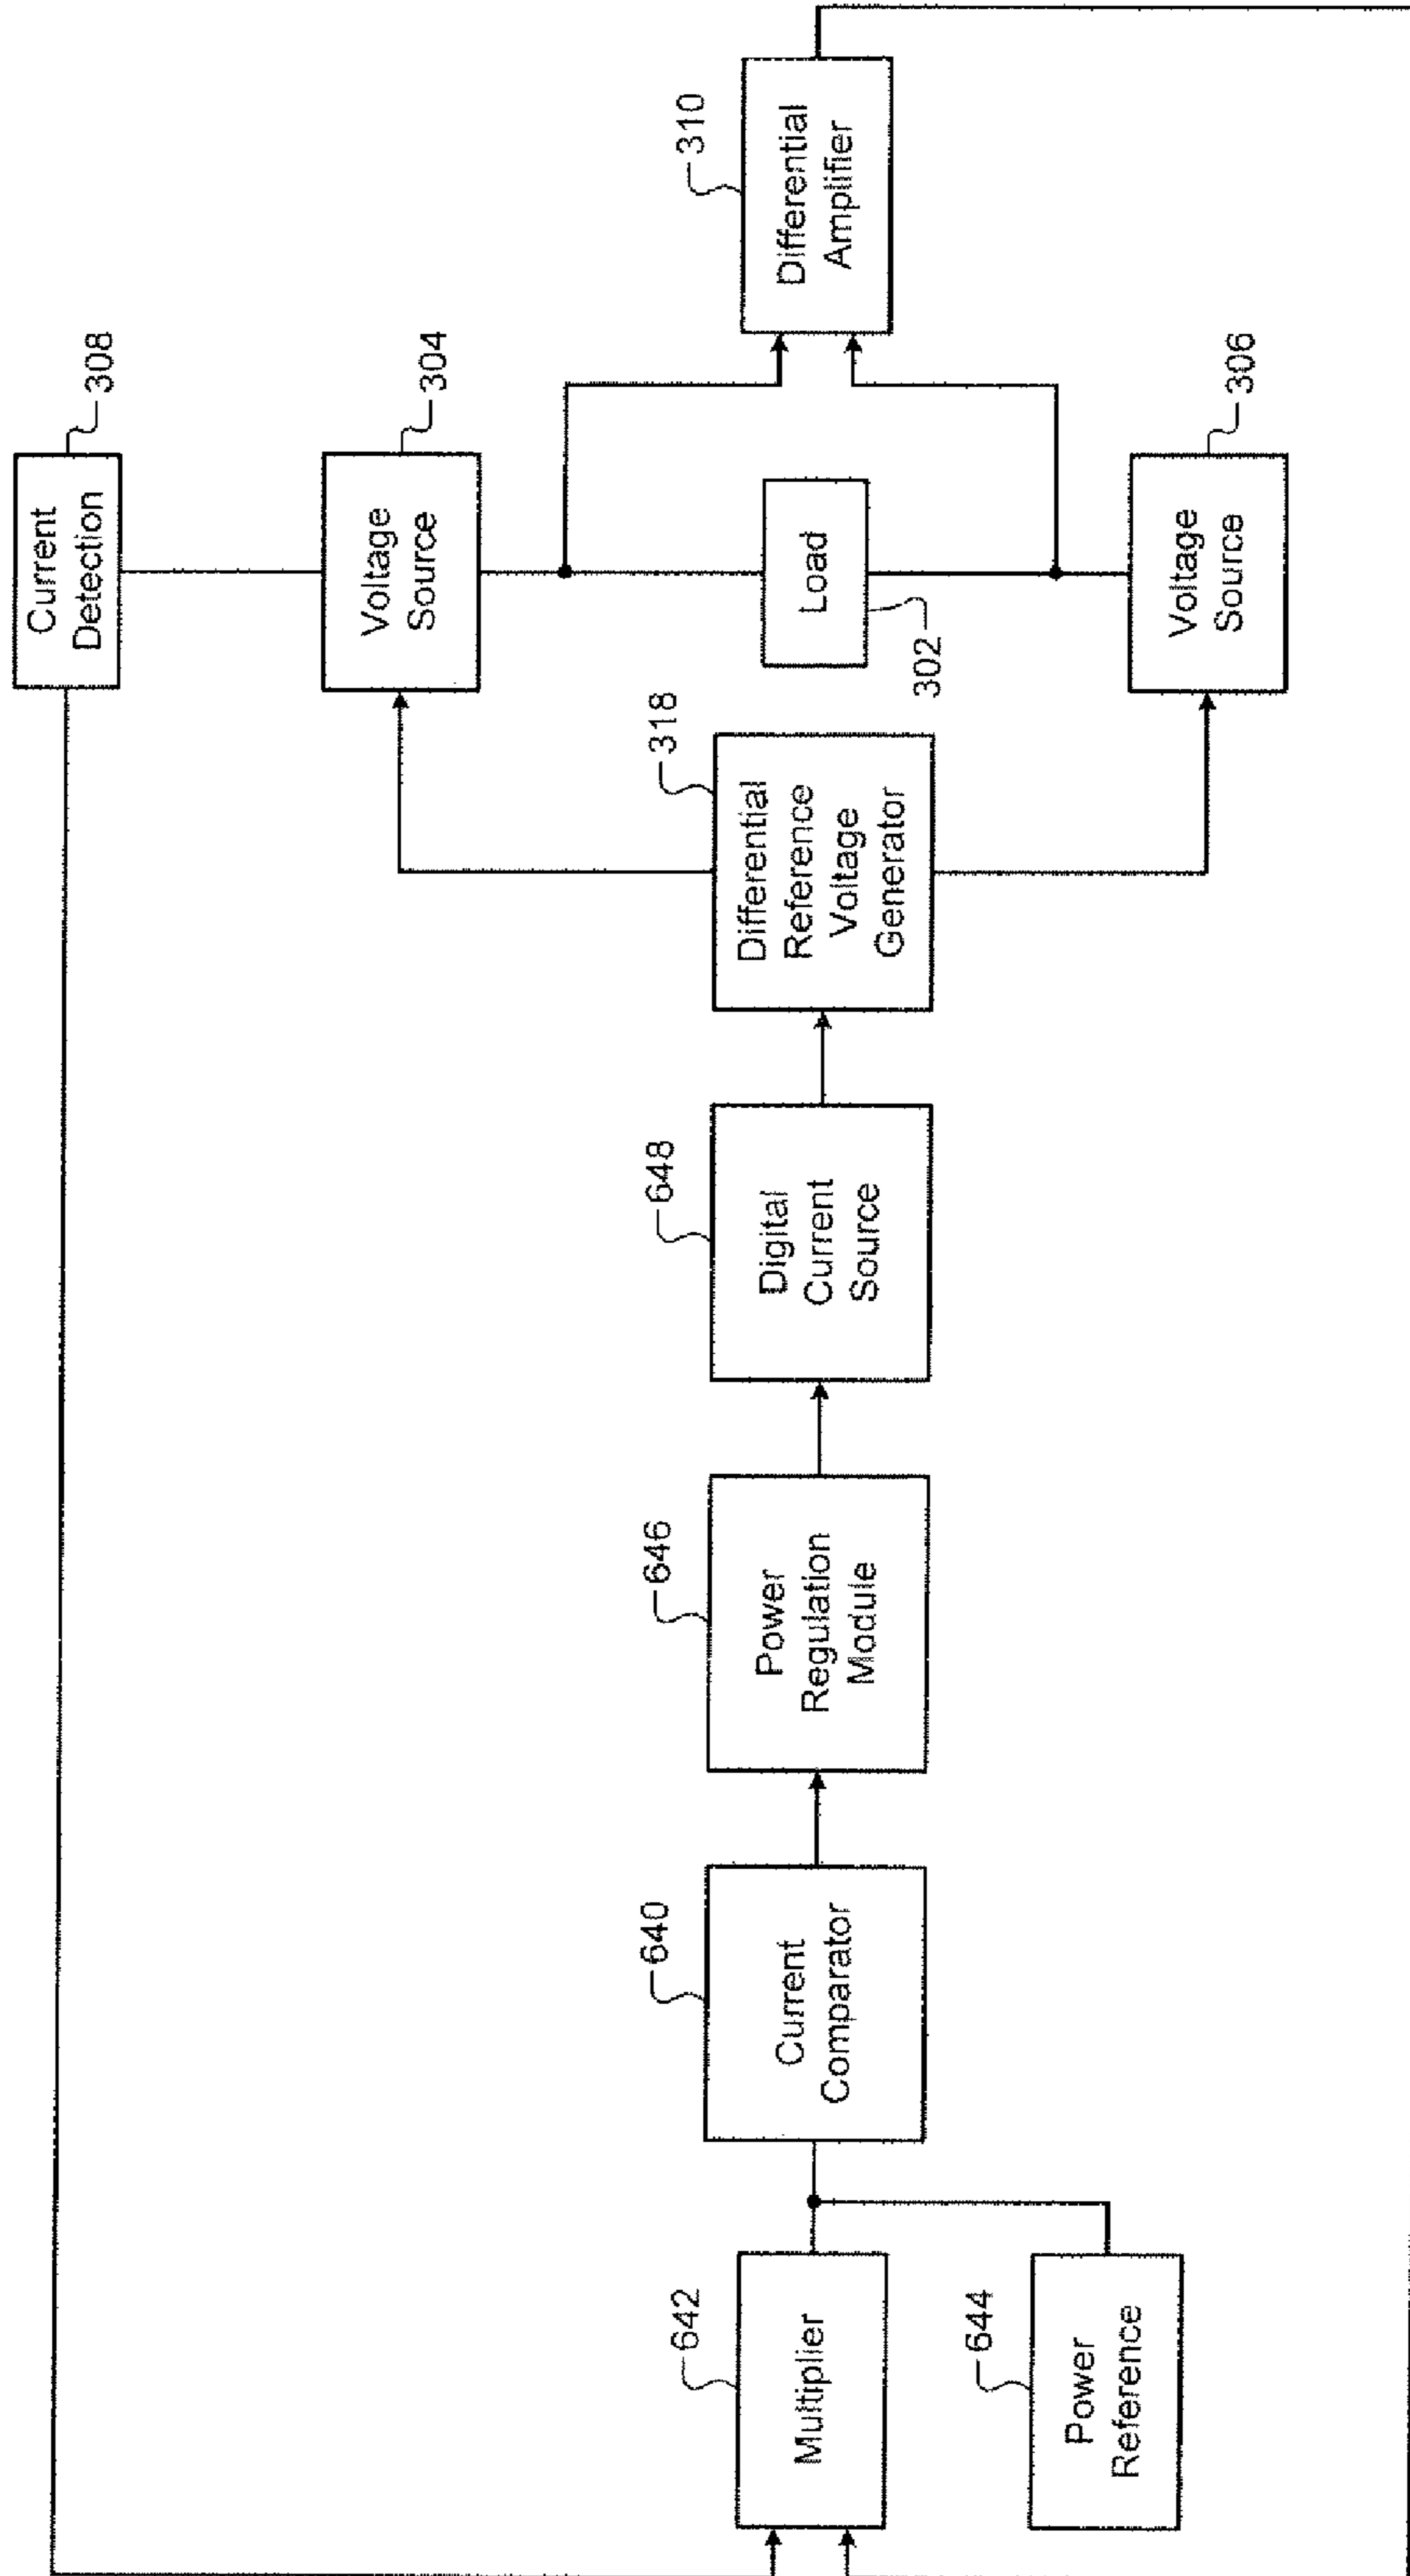 Current
Detection
308
Voltage
Source
304
Load
302
Voltage
Source
306
Differential
Amplifier
310
Differential
Reference
Voltage
Generator
318
Digital
Current
Source
648
Power
Regulation
Module
646
Current
Comparator
640
Multiplier
642
Power
Reference
644